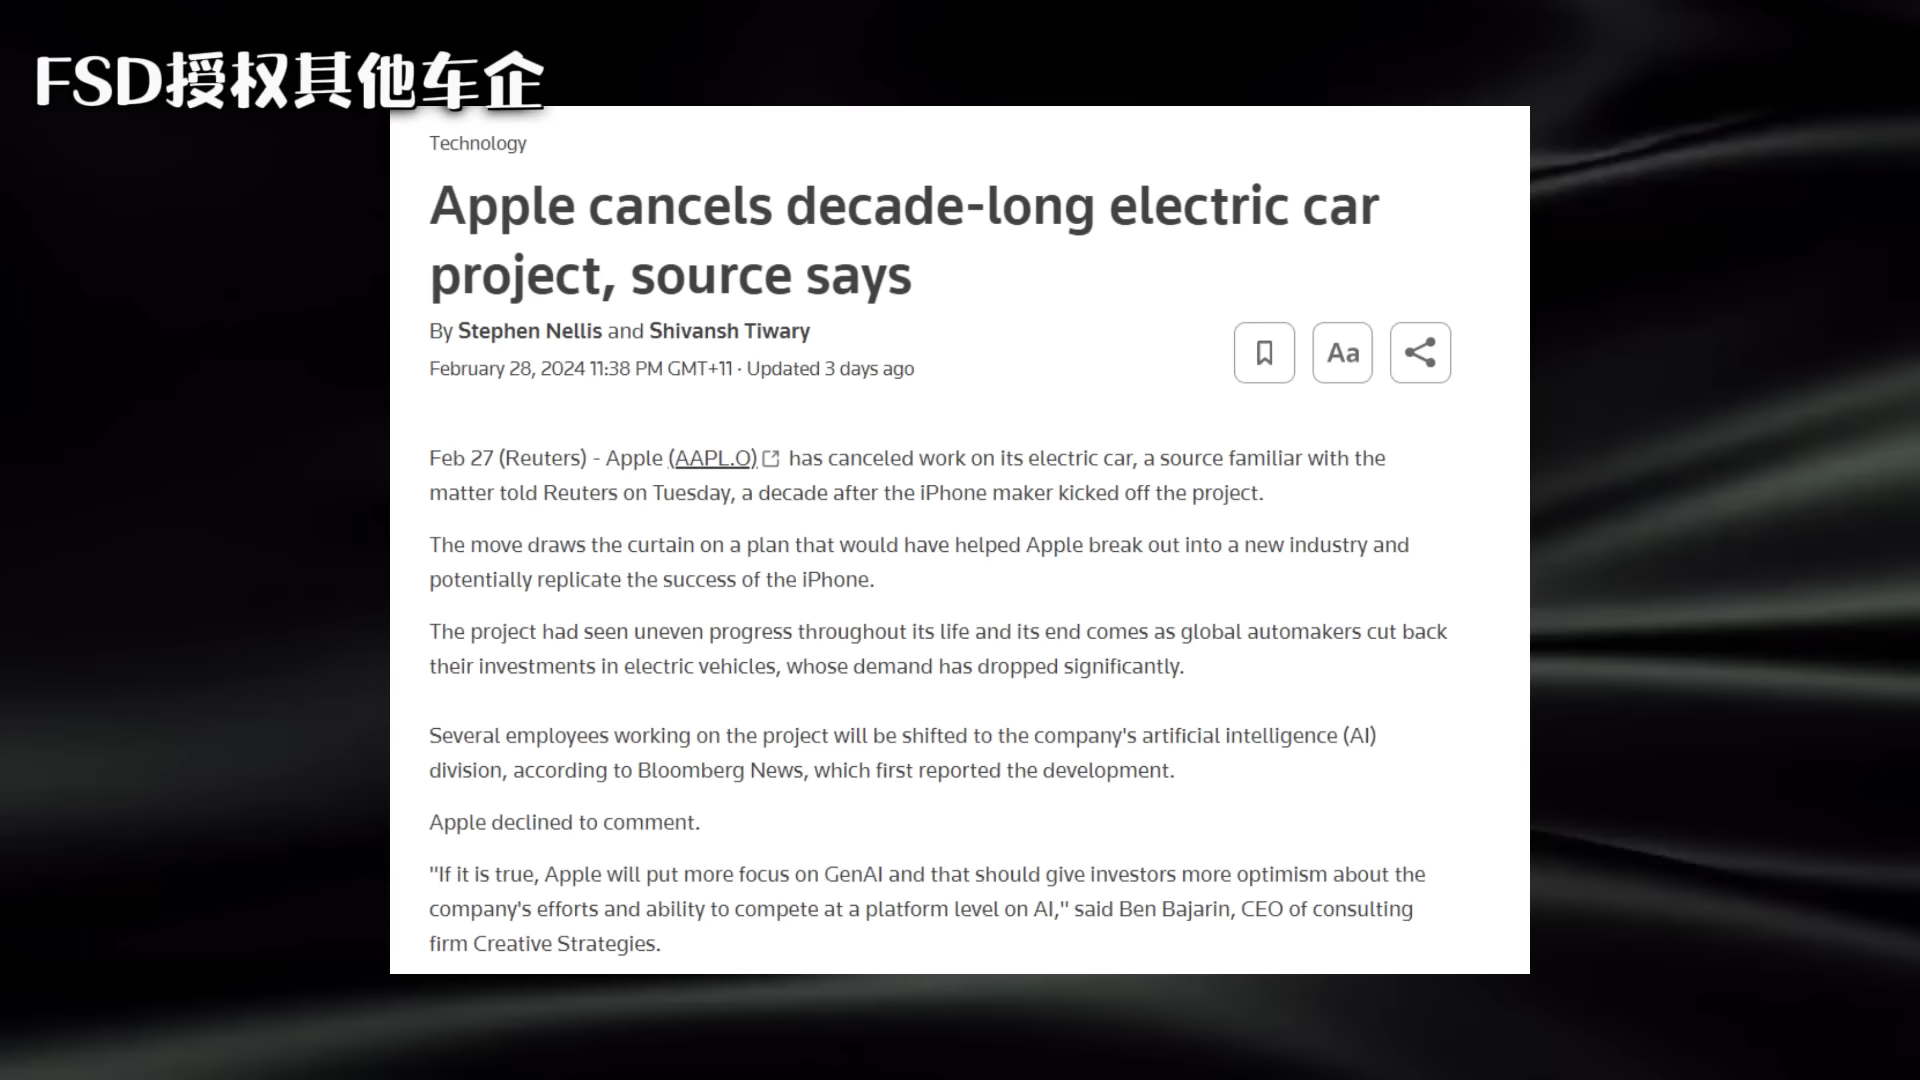 FSD授权其他车企
Technology
Apple cancels decade-long electric car
project, source says
By Stephen Nellis and Shivansh Tiwary
Aa
February 28, 2024 11:38 PM GMT+11 · Updated 3 days ago
Feb 27 (Reuters) - Apple (AAPL.O) has canceled work on its electric car, a source familiar with the
matter told Reuters on Tuesday, a decade after the iPhone maker kicked off the project.
The move draws the curtain on a plan that would have helped Apple break out into a new industry and
potentially replicate the success of the iPhone.
The project had seen uneven progress throughout its life and its end comes as global automakers cut back
their investments in electric vehicles, whose demand has dropped significantly.
Several employees working on the project will be shifted to the company's artificial intelligence (AI)
division, according to Bloomberg News, which first reported the development.
Apple declined to comment.
"If it is true, Apple will put more focus on GenAI and that should give investors more optimism about the
company's efforts and ability to compete at a platform level on AI," said Ben Bajarin, CEO of consulting
firm Creative Strategies.